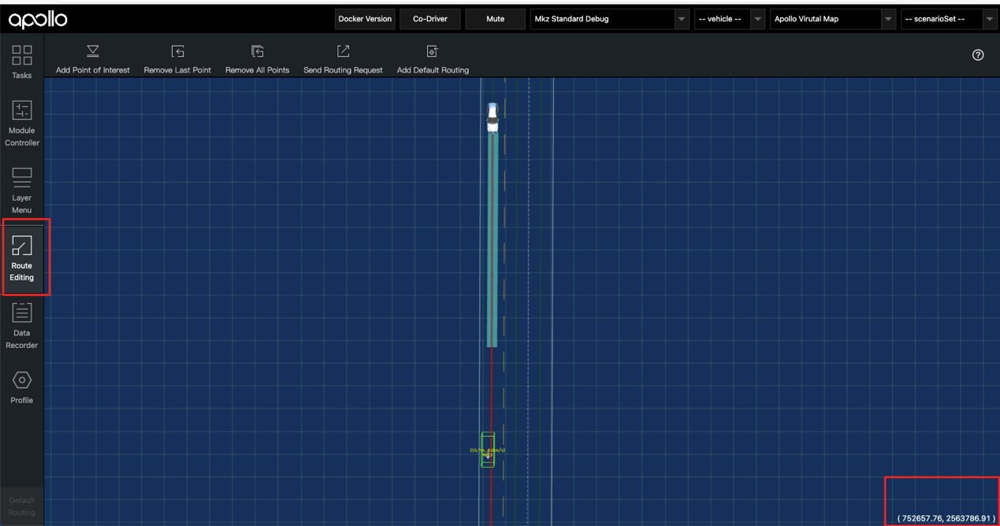 apollo
Docker Version
Co-Driver
Mute
Mkz Standard Debug
-- vehicle --
Apollo Virutal Map
-- scenarioSet --
Tasks
Add Point of Interest
Remove Last Point
Remove All Points
Send Routing Request
Add Default Routing
Module
Controller
Layer
Menu
Route
Editing
Data
Recorder
Profile
Default
Routing
( 752657.76, 2563786.91 )